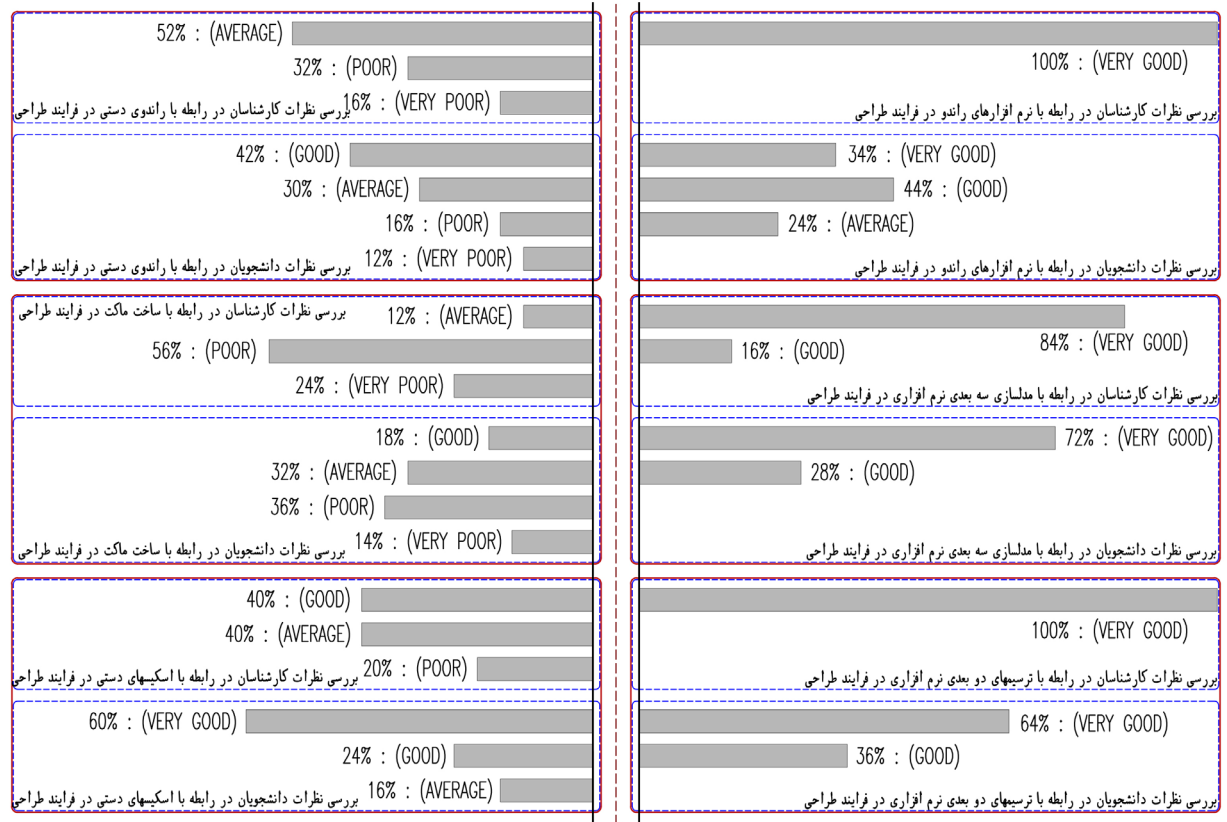 52% : (AVERAGE)
32% : (POOR)
16% : (VERY POOR)
بررسی نظرات کارشناسان در رابطه با راندوی دستی در فرایند طراحی
42% : (GOOD)
30% : (AVERAGE)
16% : (POOR)
12% : (VERY POOR)
بررسی نظرات دانشجویان در رابطه با راندوی دستی در فرایند طراحی
100% : (VERY GOOD)
بررسی نظرات کارشناسان در رابطه با نرم افزارهای راندو در فرایند طراحی
34% : (VERY GOOD)
44% : (GOOD)
24% : (AVERAGE)
بررسی نظرات دانشجویان در رابطه با نرم افزارهای راندو در فرایند طراحی
بررسی نظرات کارشناسان در رابطه با ساخت ماکت در فرایند طراحی
12% : (AVERAGE)
56% : (POOR)
24% : (VERY POOR)
18% : (GOOD)
32% : (AVERAGE)
36% : (POOR)
14% : (VERY POOR)
بررسی نظرات دانشجویان در رابطه با ساخت ماکت در فرایند طراحی
84% : (VERY GOOD)
16% : (GOOD)
بررسی نظرات کارشناسان در رابطه با مدلسازی سه بعدی نرم افزاری در فرایند طراحی
72% : (VERY GOOD)
28% : (GOOD)
بررسی نظرات دانشجویان در رابطه با مدلسازی سه بعدی نرم افزاری در فرایند طراحی
40% : (GOOD)
40% : (AVERAGE)
20% : (POOR)
بررسی نظرات کارشناسان در رابطه با اسکیسهای دستی در فرایند طراحی
60% : (VERY GOOD)
24% : (GOOD)
16% : (AVERAGE)
بررسی نظرات دانشجویان در رابطه با اسکیسهای دستی در فرایند طراحی
100% : (VERY GOOD)
بررسی نظرات کارشناسان در رابطه با ترسیمهای دو بعدی نرم افزاری در فرایند طراحی
64% : (VERY GOOD)
36% : (GOOD)
بررسی نظرات دانشجویان در رابطه با ترسیمهای دو بعدی نرم افزاری در فرایند طراحی